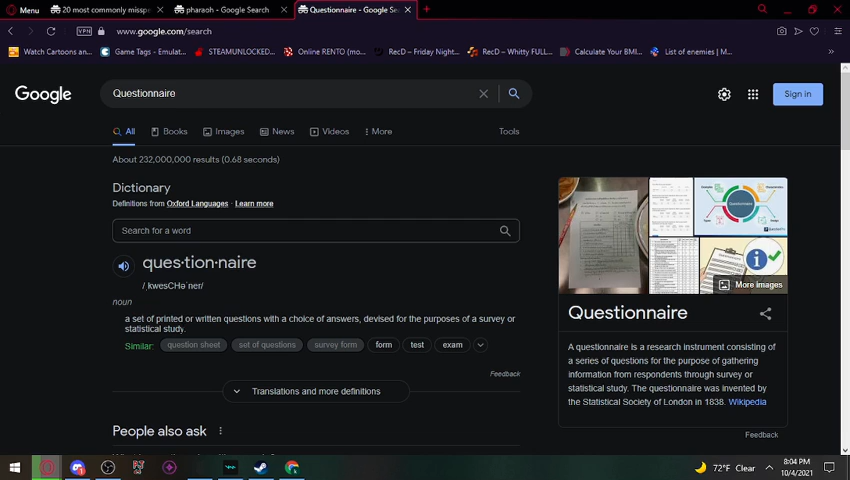 Menu
20 most commonly misspe
pharaoh - Google Search
Questionnaire - Google Sea
VPN
www.google.com/search
Watch Cartoons an...
Game Tags - Emulat...
STEAMUNLOCKED...
Online RENTO (mo...
RecD – Friday Night...
RecD – Whitty FULL...
Calculate Your BMI...
List of enemies | M...
Google
Questionnaire
Sign in
All
Books
Images
News
Videos
More
Tools
About 232,000,000 results (0.68 seconds)
Dictionary
Definitions from Oxford Languages · Learn more
Search for a word
ques·tion·naire
/ˌkwesCHəˈner/
noun
a set of printed or written questions with a choice of answers, devised for the purposes of a survey or
statistical study.
Similar:
question sheet
set of questions
survey form
form
test
exam
Feedback
Translations and more definitions
People also ask
Questionnaire
More images
Questionnaire
A questionnaire is a research instrument consisting
of a series of questions for the purpose of gathering
information from respondents through survey or
statistical study. The questionnaire was invented by
the Statistical Society of London in 1838. Wikipedia
Feedback
72°F Clear
8:04 PM
10/4/2021